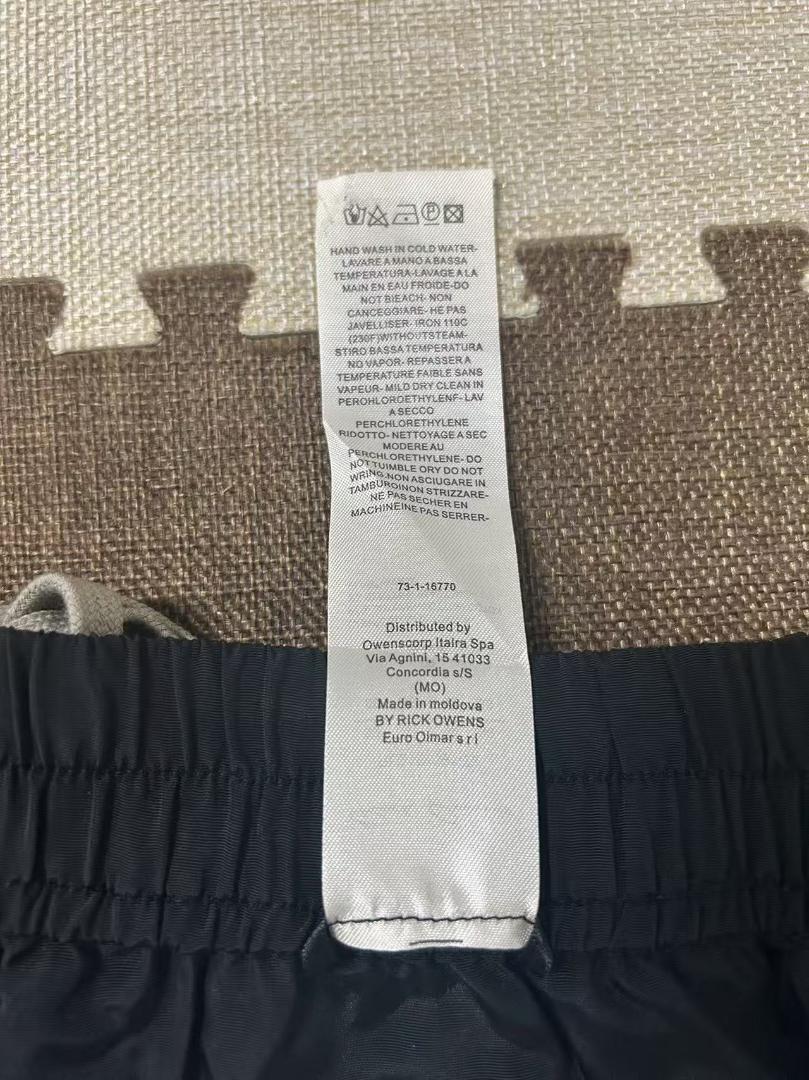 HAND WASH IN COLD WATER-
LAVARE A MANO A BASSA
TEMPERATURA-LAVAGE A LA
MAIN EN EAU FROIDE-DO
NOT BLEACH- NON
CANCEGGIARE- HE PAS
JAVELLISER- IRON 110C
(230F)WITHOUTSTEAM-
STIRO BASSA TEMPERATURA
NO VAPOR- REPASSER A
TEMPERATURE FAIBLE SANS
VAPEUR- MILD DRY CLEAN IN
PEROHLOROETHYLENF- LAV
A SECCO
PERCHLORETHYLENE
RIDOTTO- NETTOYAGE A SEC
MODERE AU
PERCHLORETHYLENE- DO
NOT TUIMBLE ORY DO NOT
WRING-NON ASCIUGARE IN
TAMBUROINON STRIZZARE-
NE PAS SECHER EN
MACHINEINE PAS SERRER-
73-1-16770
Distributed by
Owenscorp Itaira Spa
Via Agnini, 15 41033
Concordia s/S
(MO)
Made in moldova
BY RICK OWENS
Euro Oimar s r l